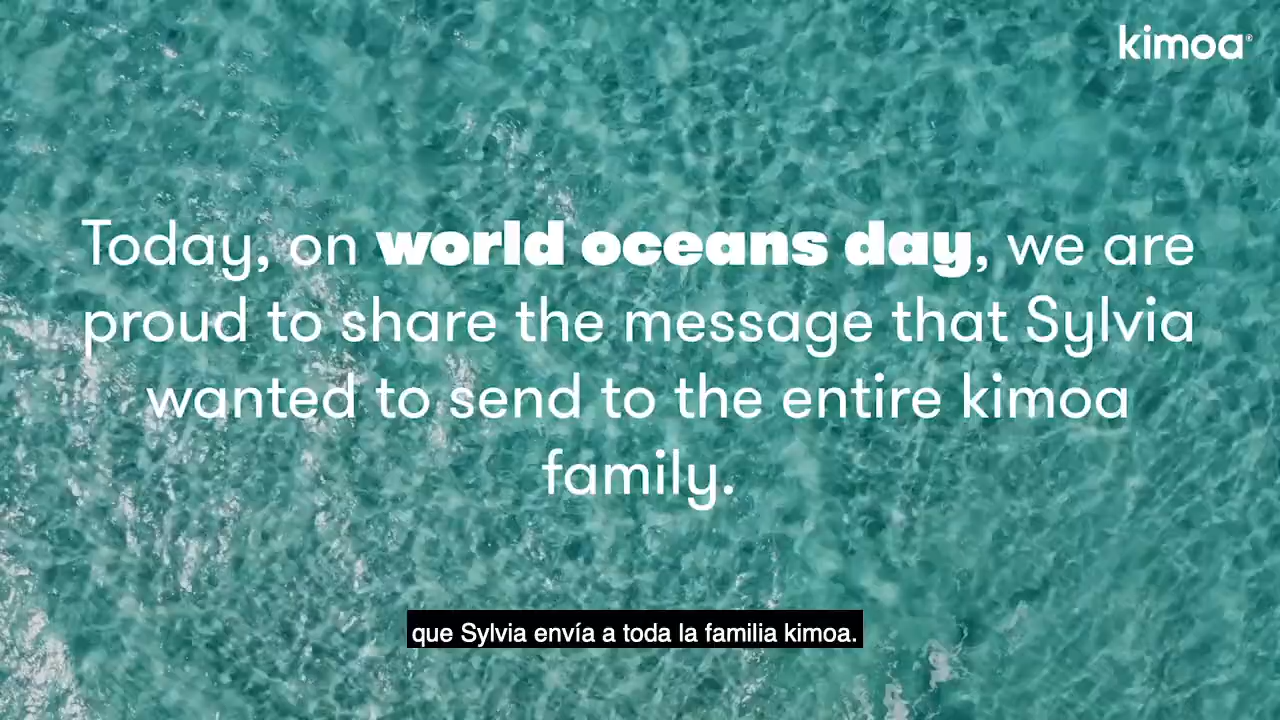 kimoa®
Today, on world oceans day, we are
proud to share the message that Sylvia
wanted to send to the entire kimoa
family.
que Sylvia envía a toda la familia kimoa.